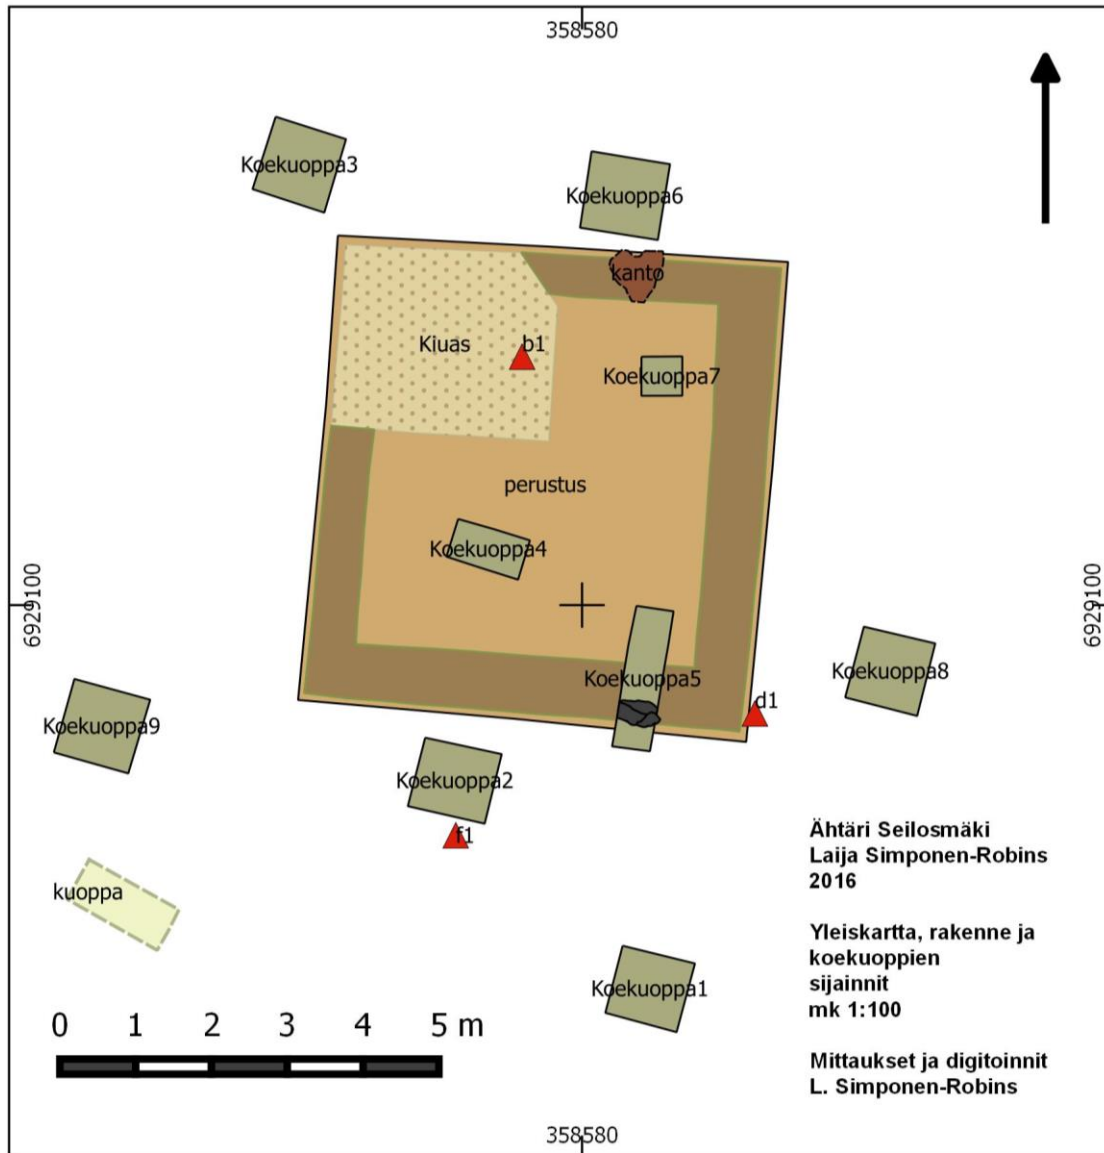 358580
Koekuoppa3
Koekuoppa6
kanto
Kiuas
b1
Koekuoppa7
perustus
Koekuoppa4
6929100
6929100
Koekuoppa5
Koekuoppa8
d1
Koekuoppa9
Koekuoppa2
f1
kuoppa
Koekuoppa1
Ähtäri Seilosmäki
Laija Simponen-Robins
2016
Yleiskartta, rakenne ja
koekuoppien
sijainnit
mk 1:100
Mittaukset ja digitoinnit
L. Simponen-Robins
0 1 2 3 4 5 m
358580